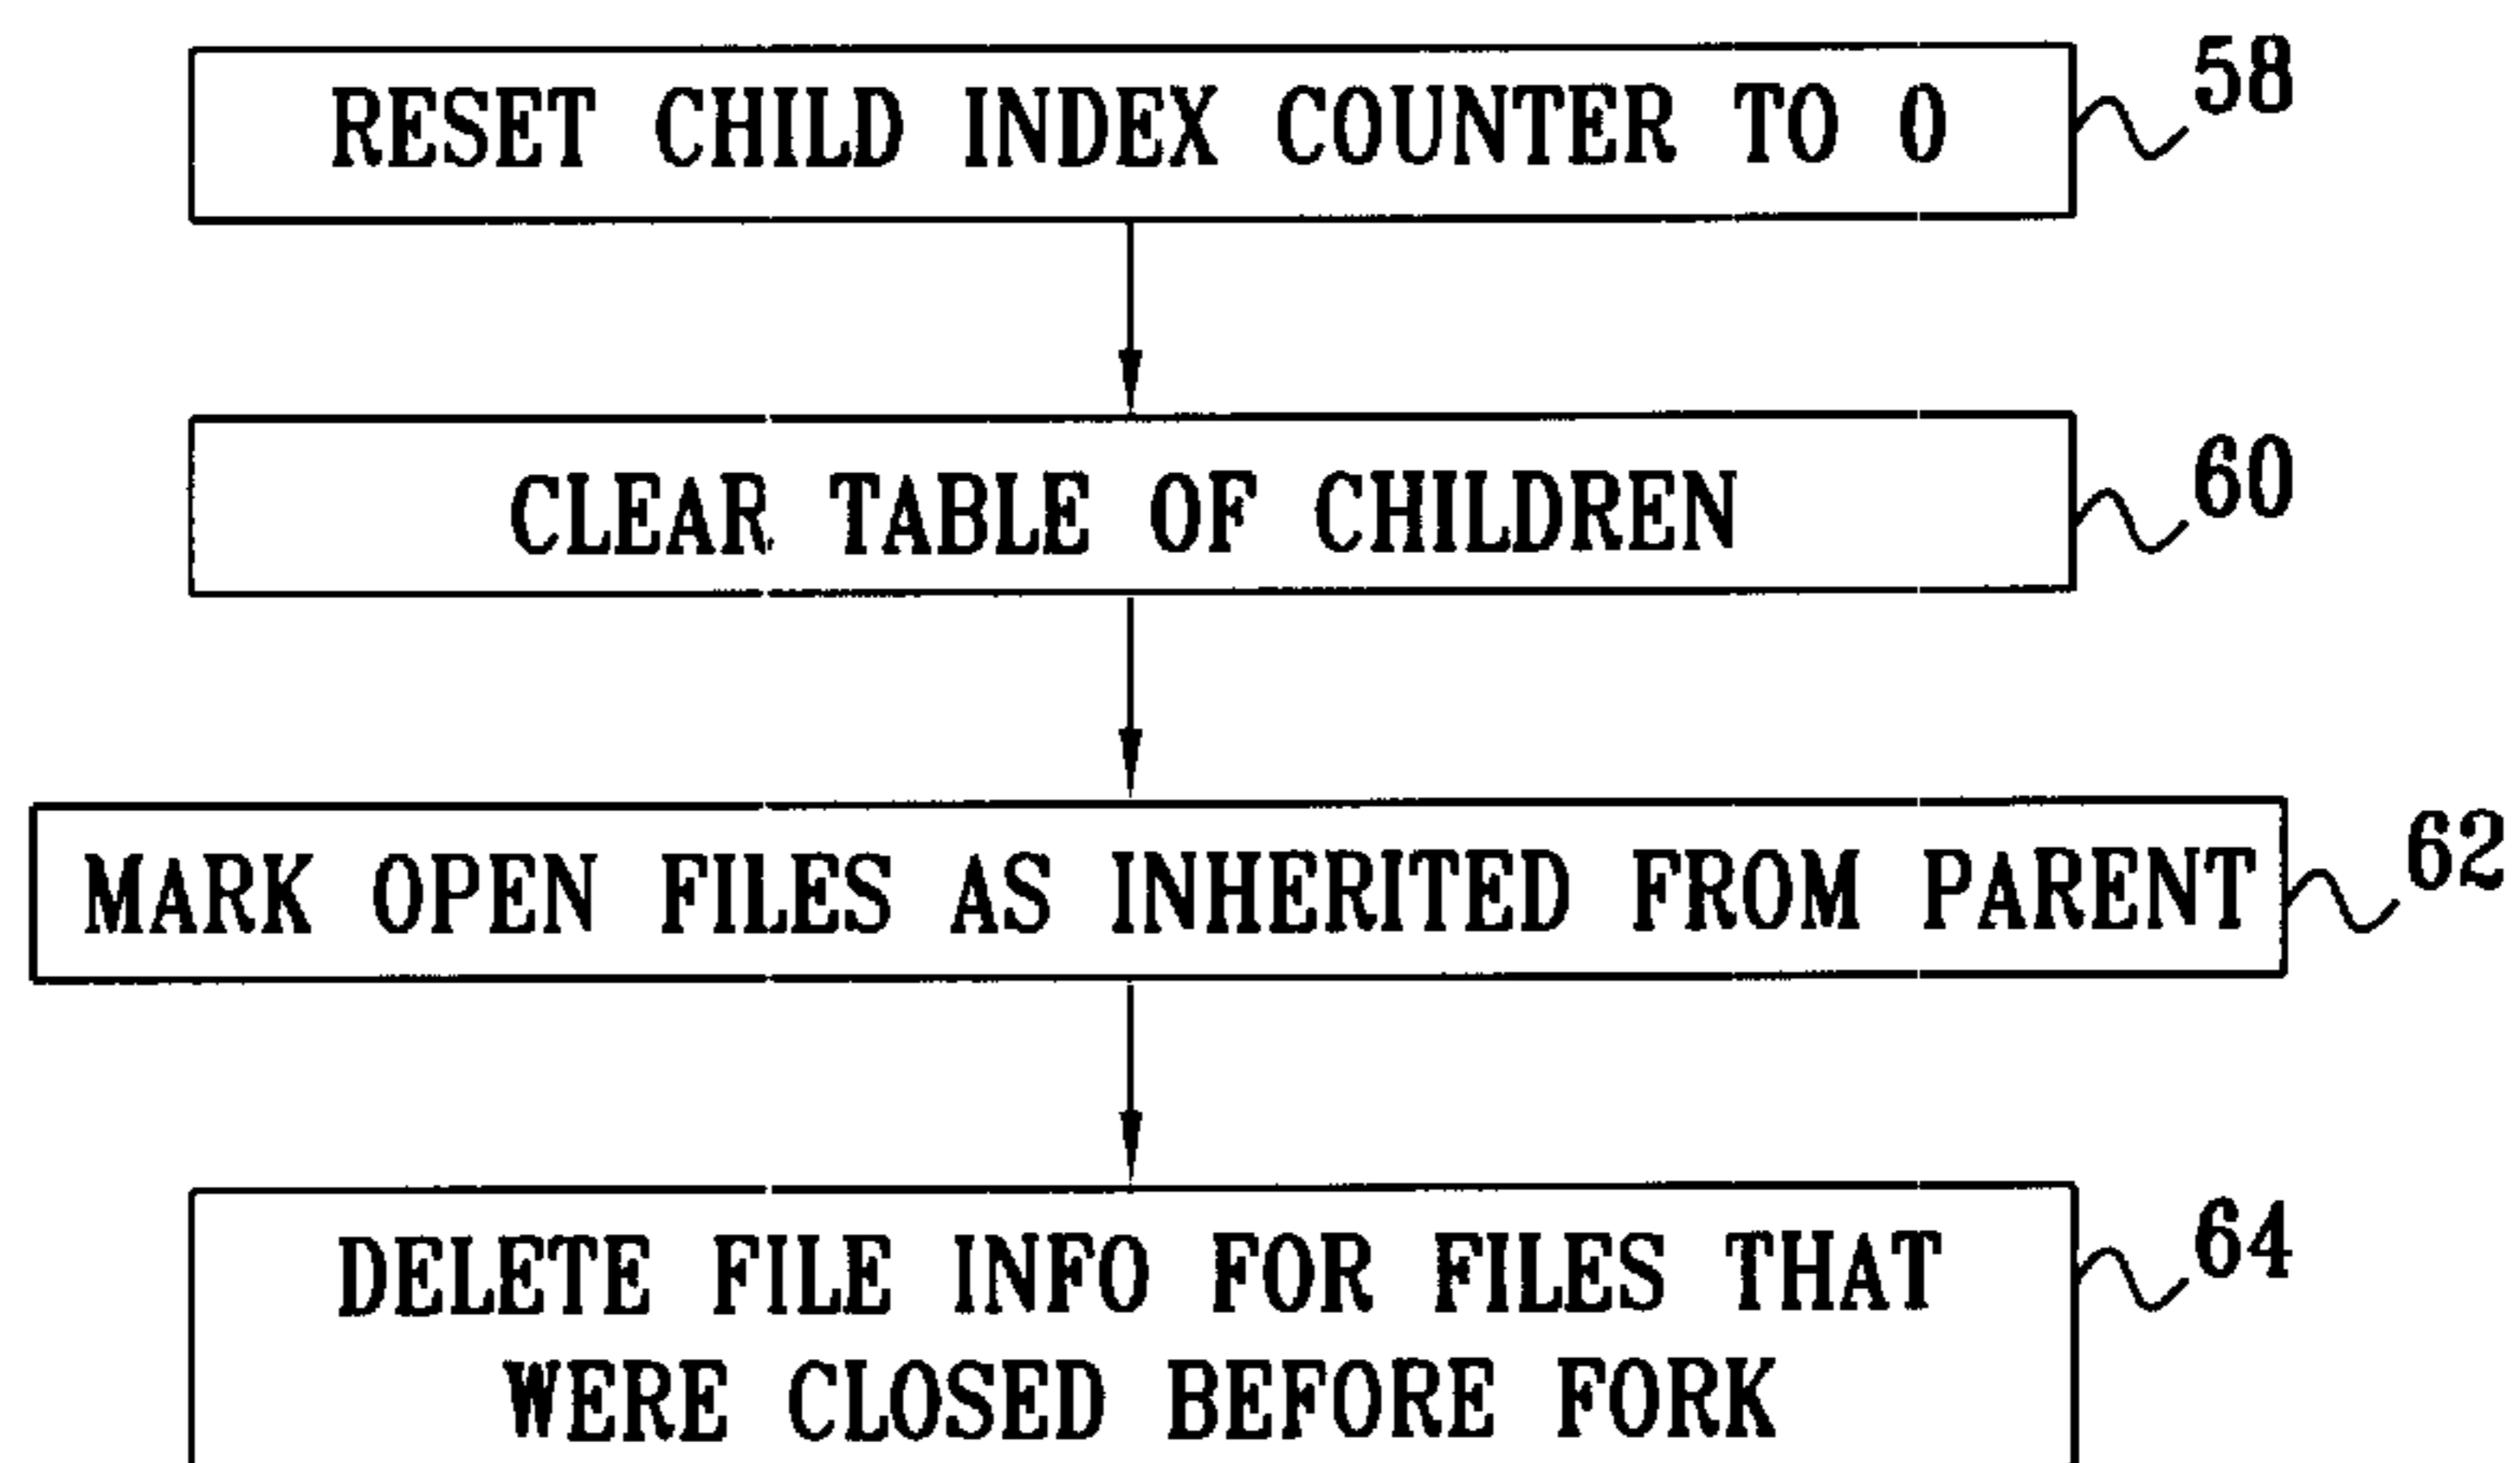 RESET CHILD INDEX COUNTER TO 0
58
CLEAR TABLE OF CHILDREN
60
MARK OPEN FILES AS INHERITED FROM PARENT
62
DELETE FILE INFO FOR FILES THAT
WERE CLOSED BEFORE FORK
64